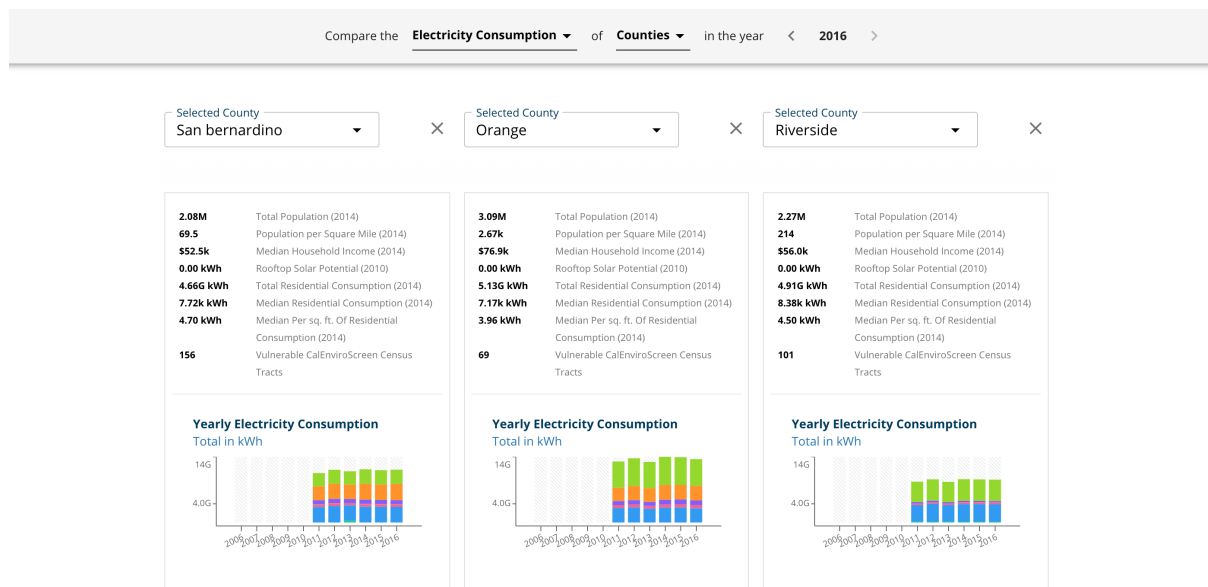 Compare the Electricity Consumption of Counties in the year 2016
Selected County
San bernardino
Selected County
Orange
Selected County
Riverside
2.08M Total Population (2014)
69.5 Population per Square Mile (2014)
$52.5k Median Household Income (2014)
0.00 kWh Rooftop Solar Potential (2010)
4.66G kWh Total Residential Consumption (2014)
7.72k kWh Median Residential Consumption (2014)
4.70 kWh Median Per sq. ft. Of Residential
Consumption (2014)
156 Vulnerable CalEnviroScreen Census
Tracts
Yearly Electricity Consumption
Total in kWh
14G
4.0G
2006 2007 2008 2009 2010 2011 2012 2013 2014 2015 2016
3.09M Total Population (2014)
2.67k Population per Square Mile (2014)
$76.9k Median Household Income (2014)
0.00 kWh Rooftop Solar Potential (2010)
5.13G kWh Total Residential Consumption (2014)
7.17k kWh Median Residential Consumption (2014)
3.96 kWh Median Per sq. ft. Of Residential
Consumption (2014)
69 Vulnerable CalEnviroScreen Census
Tracts
Yearly Electricity Consumption
Total in kWh
14G
4.0G
2006 2007 2008 2009 2010 2011 2012 2013 2014 2015 2016
2.27M Total Population (2014)
214 Population per Square Mile (2014)
$56.0k Median Household Income (2014)
0.00 kWh Rooftop Solar Potential (2010)
4.91G kWh Total Residential Consumption (2014)
8.38k kWh Median Residential Consumption (2014)
4.50 kWh Median Per sq. ft. Of Residential
Consumption (2014)
101 Vulnerable CalEnviroScreen Census
Tracts
Yearly Electricity Consumption
Total in kWh
14G
4.0G
2006 2007 2008 2009 2010 2011 2012 2013 2014 2015 2016